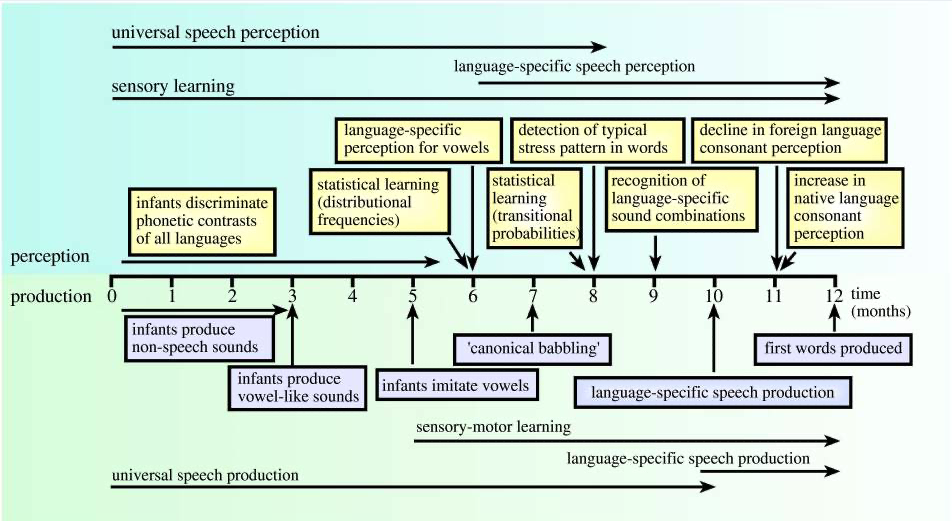 universal speech perception
language-specific speech perception
sensory learning
language-specific
perception for vowels
detection of typical
stress pattern in words
decline in foreign language
consonant perception
statistical learning
(distributional
frequencies)
statistical
learning
(transitional
probabilities)
recognition of
language-specific
sound combinations
increase in
native language
consonant
perception
infants discriminate
phonetic contrasts
of all languages
perception
production
0 1 2 3 4 5 6 7 8 9 10 11 12
time
(months)
infants produce
non-speech sounds
infants produce
vowel-like sounds
infants imitate vowels
'canonical babbling'
language-specific speech production
first words produced
sensory-motor learning
language-specific speech production
universal speech production